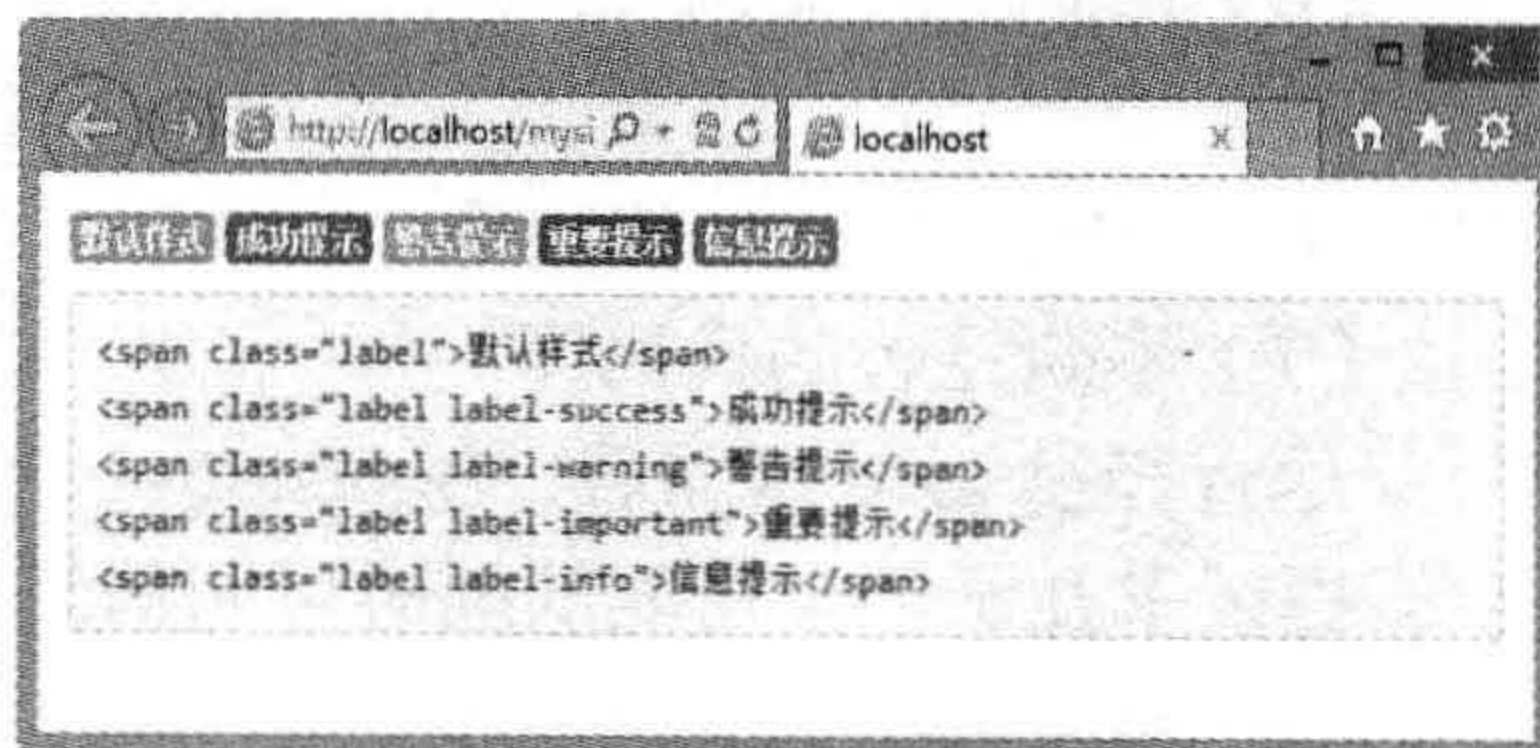 http://localhost/mysi
localhost
默认样式 成功提示 警告提示 重要提示 信息提示
<span class="label">默认样式</span>
<span class="label label-success">成功提示</span>
<span class="label label-warning">警告提示</span>
<span class="label label-important">重要提示</span>
<span class="label label-info">信息提示</span>